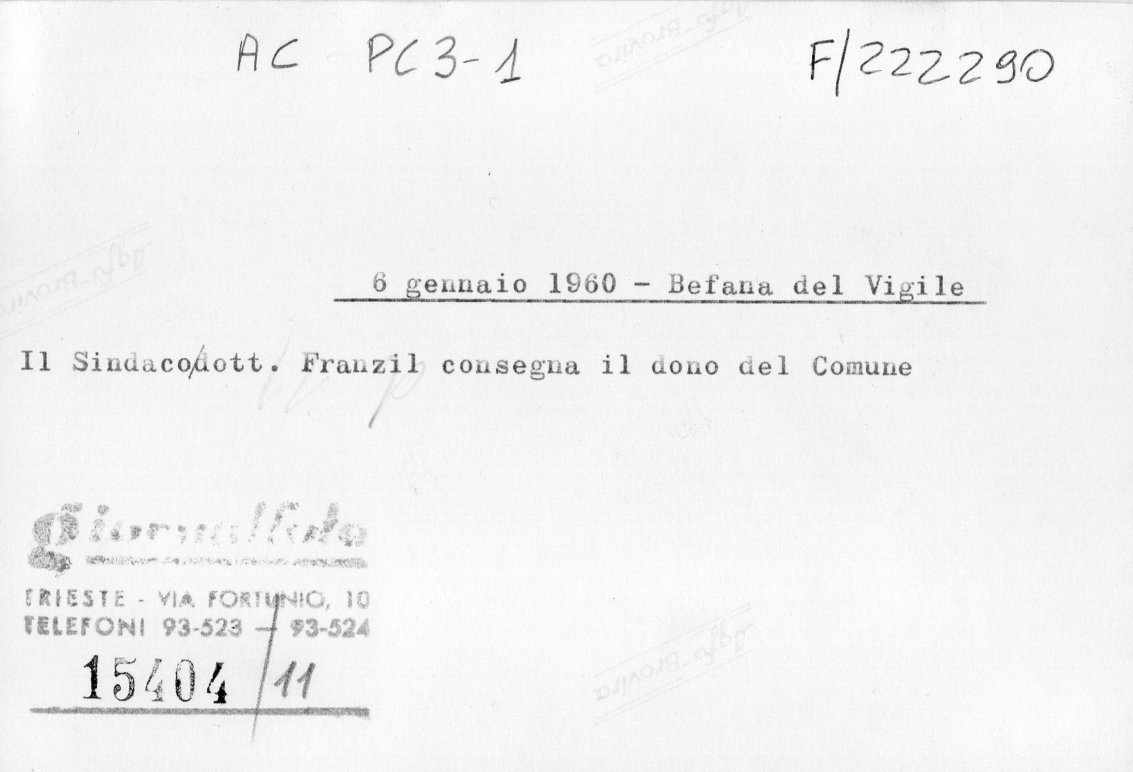 AC PC3-1 F/222290
6 gennaio 1960 - Befana del Vigile
Il Sindaco/dott. Franzil consegna il dono del Comune
giornalfoto
TRIESTE - VIA FORTUNIO, 10
TELEFONI 93-523 - 93-524
15404/11